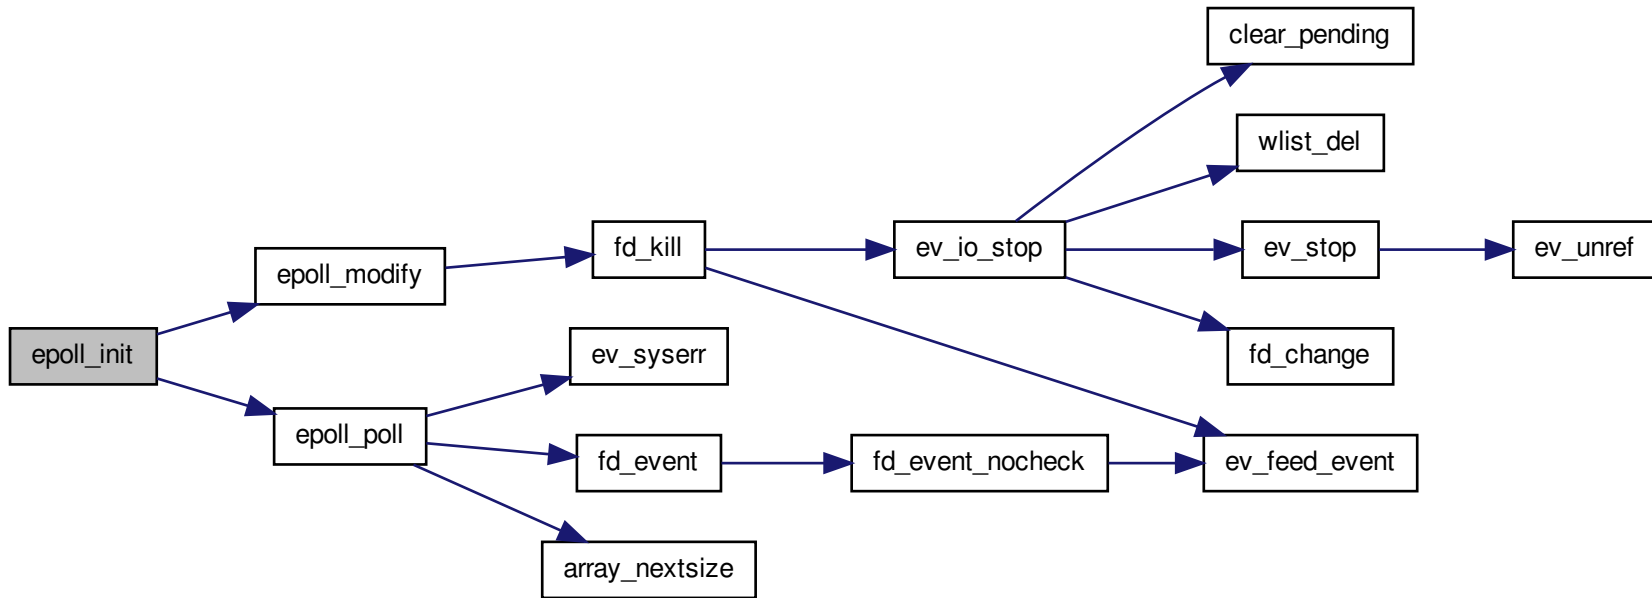 clear_pending
wlist_del
fd_kill
ev_io_stop
ev_stop
ev_unref
epoll_modify
epoll_init
ev_syserr
fd_change
epoll_poll
fd_event
fd_event_nocheck
ev_feed_event
array_nextsize